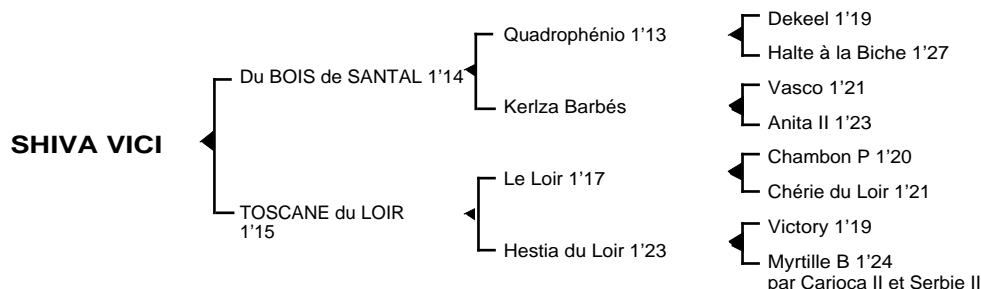 SHIVA VICI
Du BOIS de SANTAL 1’14
TOSCANE du LOIR
1’15
Quadrophénio 1’13
Kerlza Barbés
Le Loir 1’17
Hestia du Loir 1’23
Dekeel 1’19
Halte à la Biche 1’27
Vasco 1’21
Anita II 1’23
Chambon P 1’20
Chérie du Loir 1’21
Victory 1’19
Myrtille B 1’24
par Carioca II et Serbie II